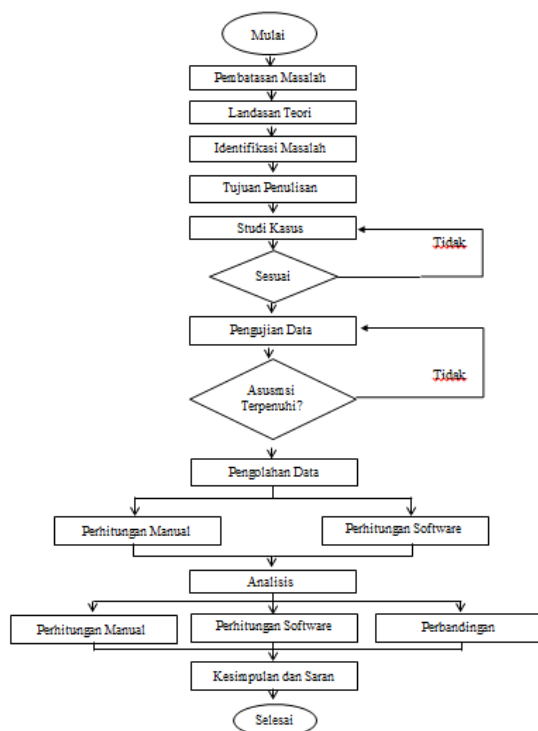 Mulai
Pembatasan Masalah
Landasan Teori
Identifikasi Masalah
Tujuan Penulisan
Studi Kasus
Tidak
Sesuai
Pengujian Data
Tidak
Asusmsi
Terpenuhi?
Pengolahan Data
Perhitungan Manual
Perhitungan Software
Analisis
Perhitungan Manual
Perhitungan Software
Perbandingan
Kesimpulan dan Saran
Selesai